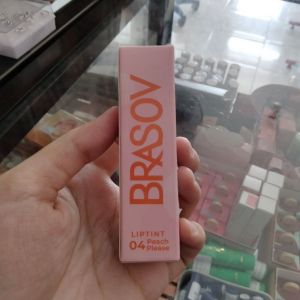 BRASOV
LIPTINT
04 Peach
Please